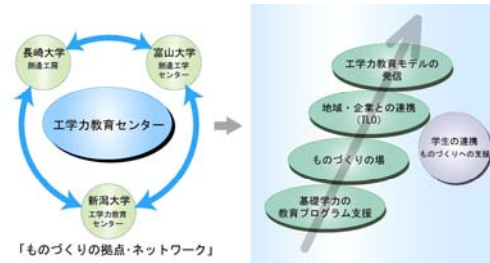 長崎大学
創造工房
富山大学
創造工学
センター
工学力教育センター
新潟大学
工学力教育
センター
「ものづくりの拠点・ネットワーク」
工学力教育モデルの
発信
地域・企業との連携
(TLO)
学生の連携
ものづくりへの支援
ものづくりの場
基礎学力の
教育プログラム支援